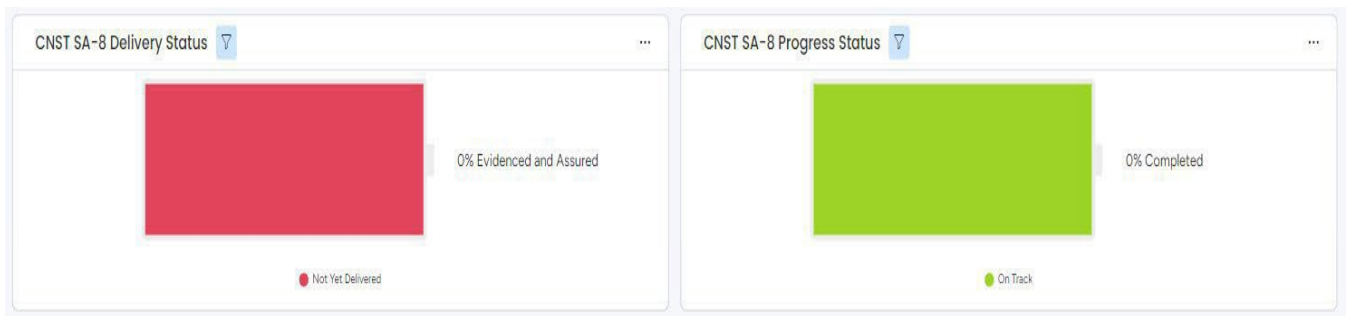 CNST SA-8 Delivery Status
...
0% Evidenced and Assured
Not Yet Delivered
CNST SA-8 Progress Status
...
0% Completed
On Track